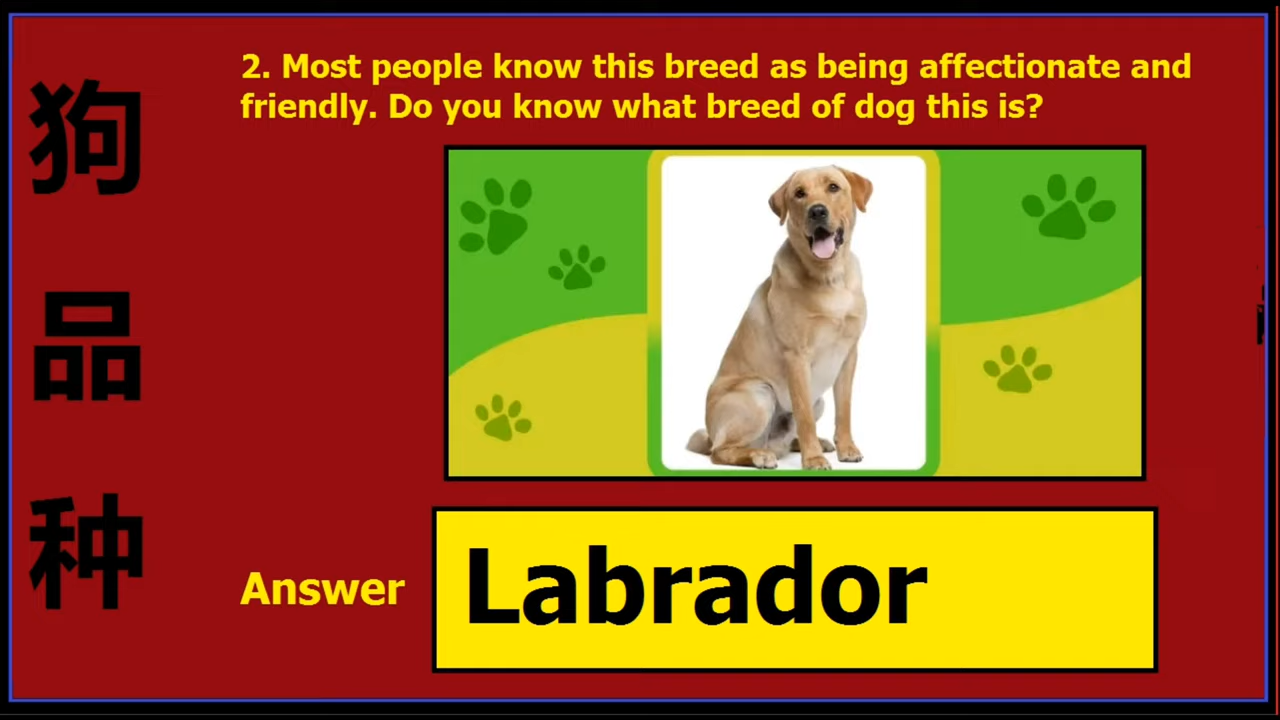 狗
品
种
2. Most people know this breed as being affectionate and
friendly. Do you know what breed of dog this is?
Answer
Labrador